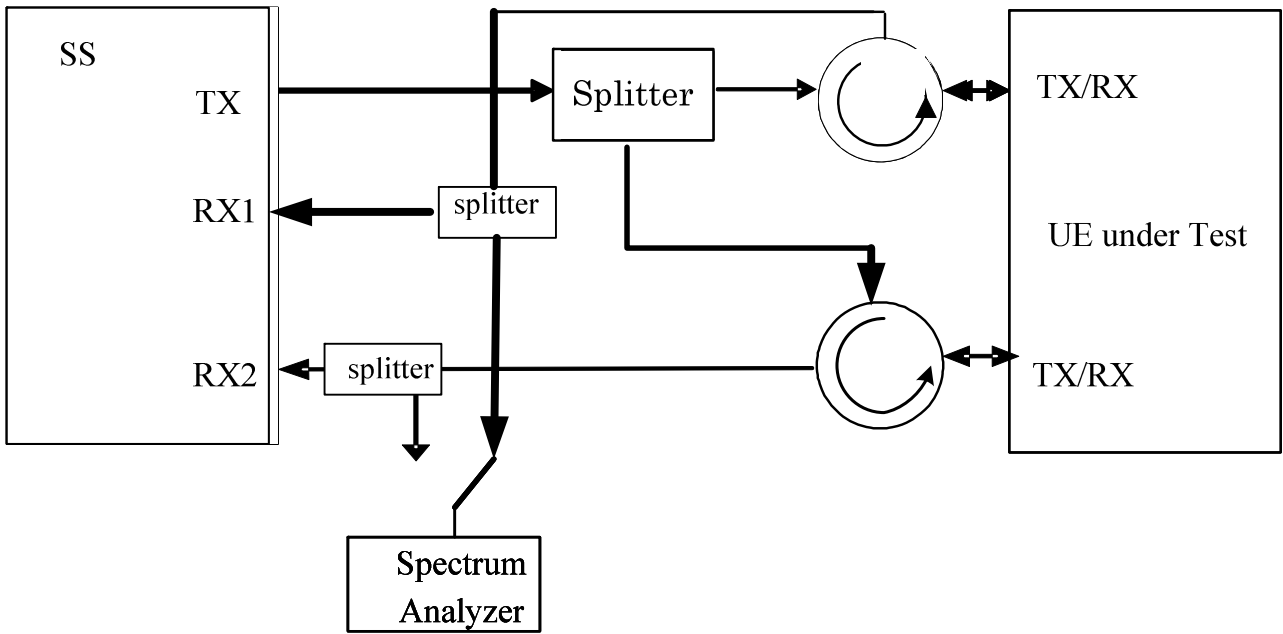 SS
TX
Splitter
TX/RX
RX1
splitter
UE under Test
RX2
splitter
TX/RX
Spectrum
Analyzer